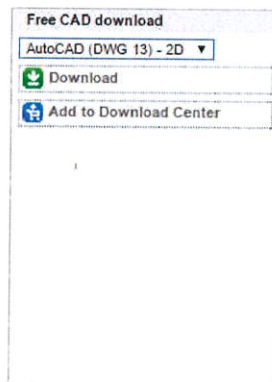 Free CAD download
AutoCAD (DWG 13) - 2D
Download
Add to Download Center